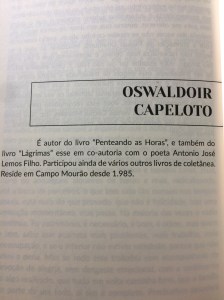 OSWALDOIR
CAPELOTO
É autor do livro "Penteando as Horas", e também do
livro "Lágrimas" esse em co-autoria com o poeta Antonio José
Lemos Filho. Participou ainda de vários outros livros de coletânea.
Reside em Campo Mourão desde 1.985.